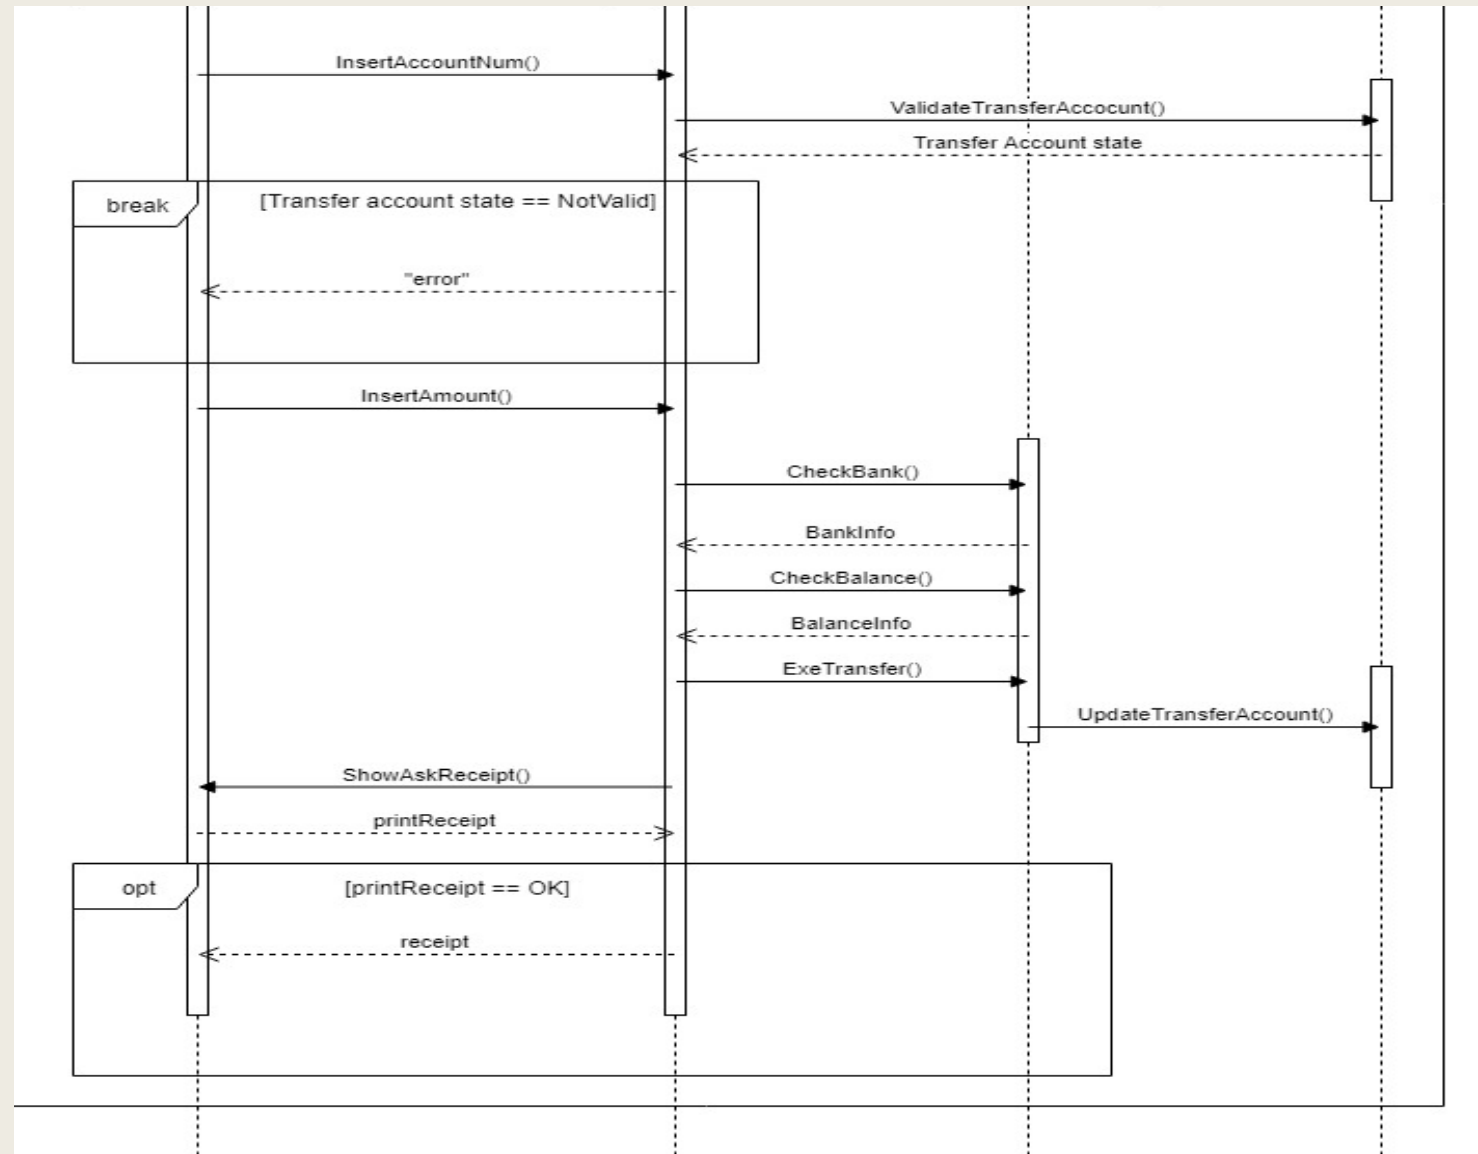 InsertAccountNum()
ValidateTransferAccocunt()
Transfer Account state
break
[Transfer account state == NotValid]
"error"
InsertAmount()
CheckBank()
BankInfo
CheckBalance()
BalanceInfo
ExeTransfer()
UpdateTransferAccount()
ShowAskReceipt()
printReceipt
opt
[printReceipt == OK]
receipt